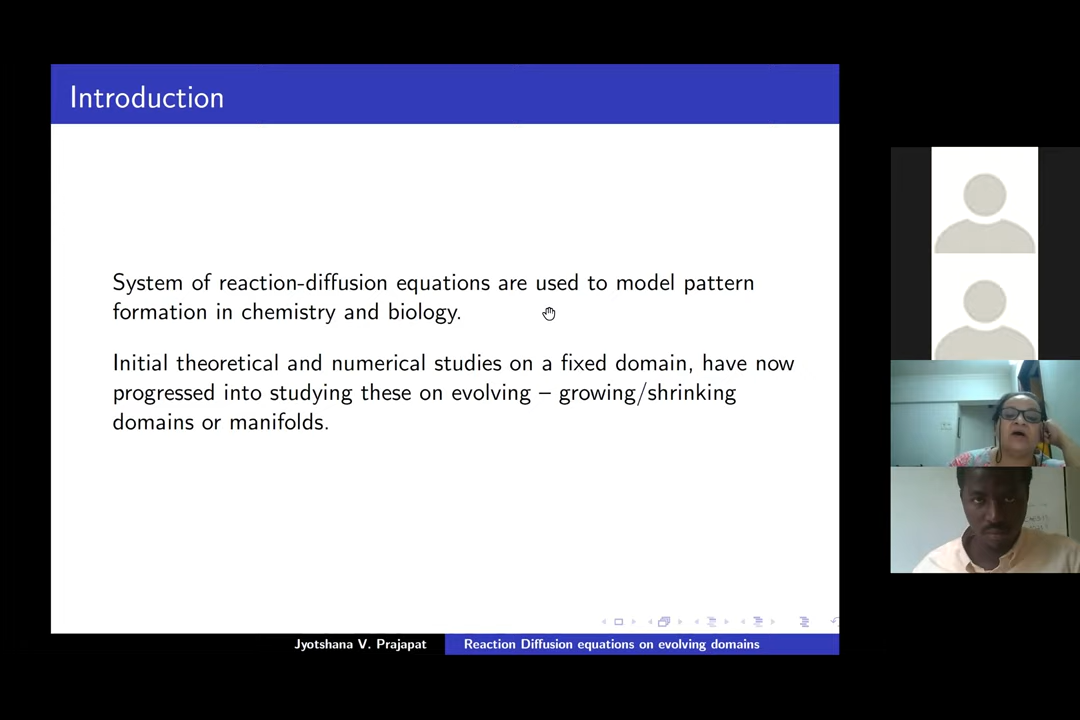 Introduction
System of reaction-diffusion equations are used to model pattern
formation in chemistry and biology.
Initial theoretical and numerical studies on a fixed domain, have now
progressed into studying these on evolving – growing/shrinking
domains or manifolds.
Jyotshana V. Prajapat
Reaction Diffusion equations on evolving domains